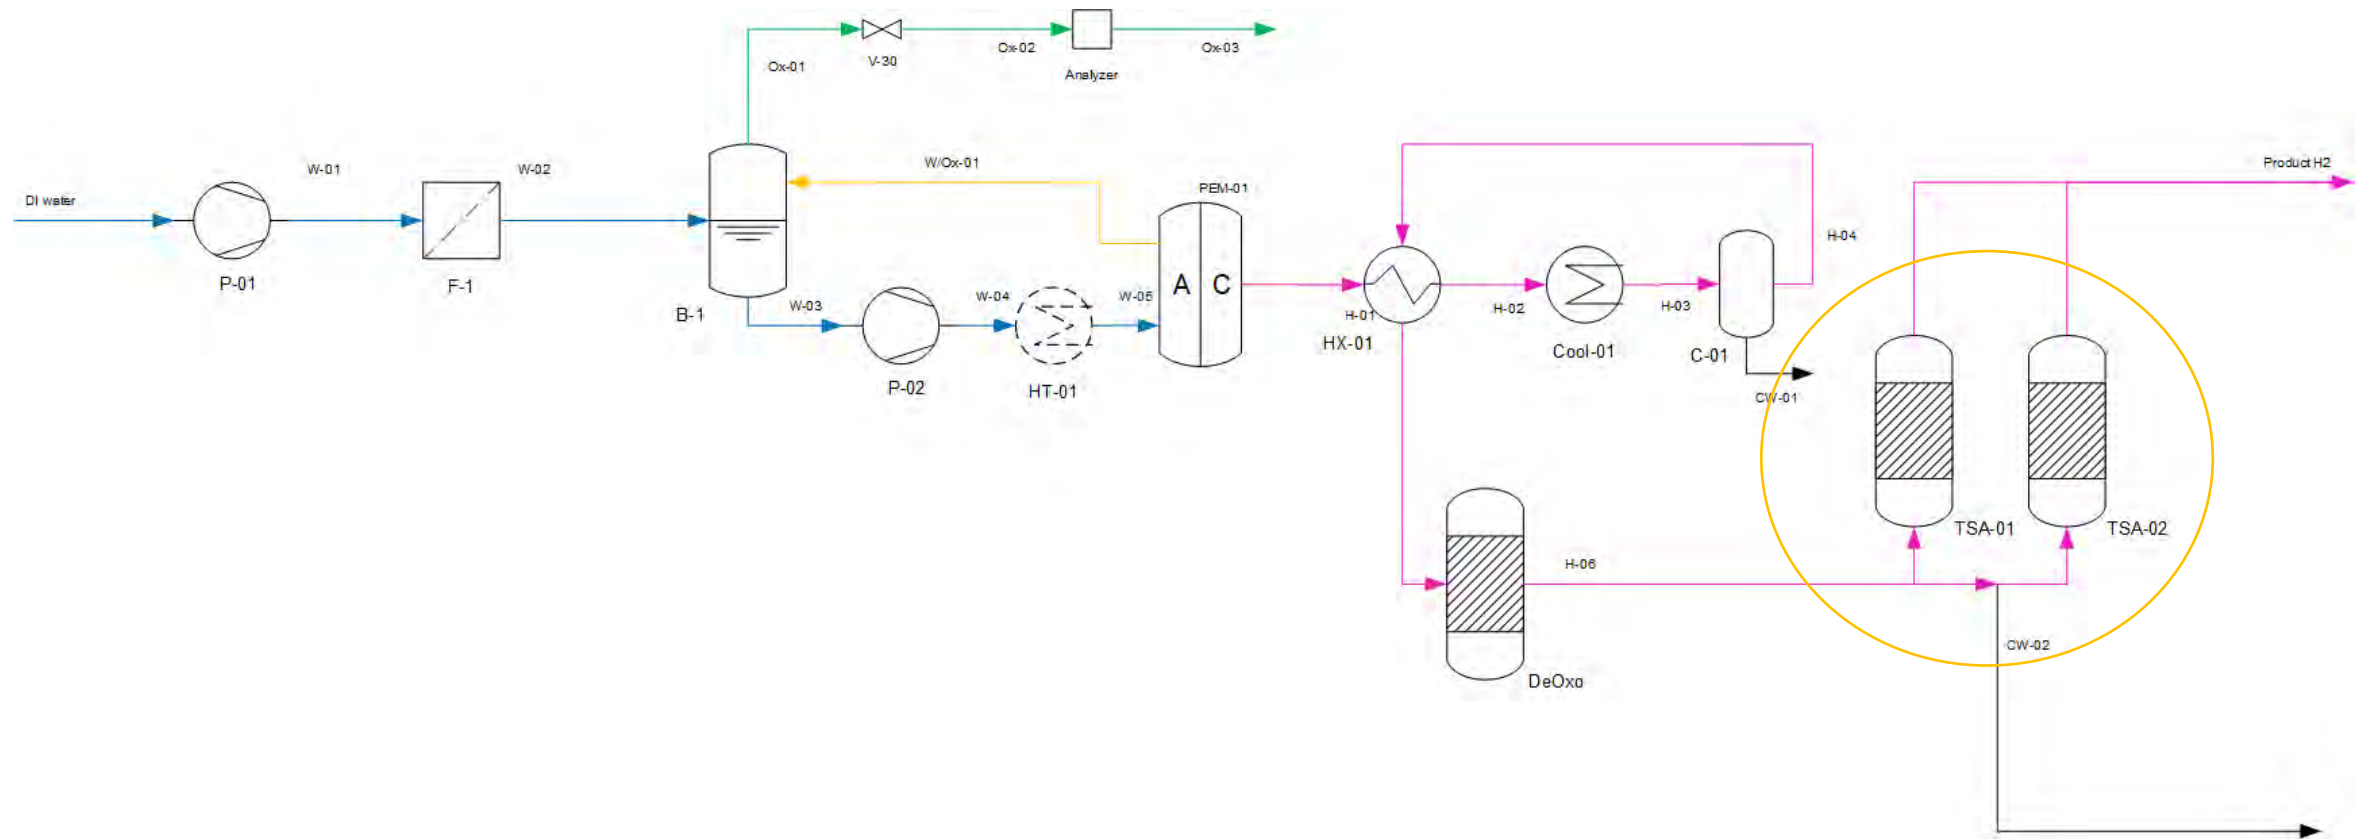 Ox-01
V-30
Ox-02
Analyzer
Ox-03
DI water
P-01
W-01
F-1
W-02
B-1
W/Ox-01
W-03
P-02
W-04
HT-01
W-05
PEM-01
A
C
H-01
HX-01
H-02
Cool-01
H-03
C-01
CW-01
H-04
DeOxo
H-06
TSA-01
TSA-02
CW-02
Product H2